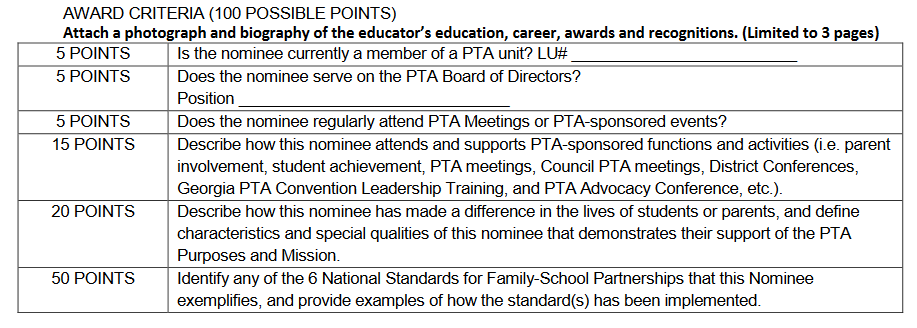 AWARD CRITERIA (100 POSSIBLE POINTS)
Attach a photograph and biography of the educator's education, career, awards and recognitions. (Limited to 3 pages)
5 POINTS Is the nominee currently a member of a PTA unit? LU# ___________________________
5 POINTS Does the nominee serve on the PTA Board of Directors?
Position ________________________________
5 POINTS Does the nominee regularly attend PTA Meetings or PTA-sponsored events?
15 POINTS Describe how this nominee attends and supports PTA-sponsored functions and activities (i.e. parent
involvement, student achievement, PTA meetings, Council PTA meetings, District Conferences,
Georgia PTA Convention Leadership Training, and PTA Advocacy Conference, etc.).
20 POINTS Describe how this nominee has made a difference in the lives of students or parents, and define
characteristics and special qualities of this nominee that demonstrates their support of the PTA
Purposes and Mission.
50 POINTS Identify any of the 6 National Standards for Family-School Partnerships that this Nominee
exemplifies, and provide examples of how the standard(s) has been implemented.